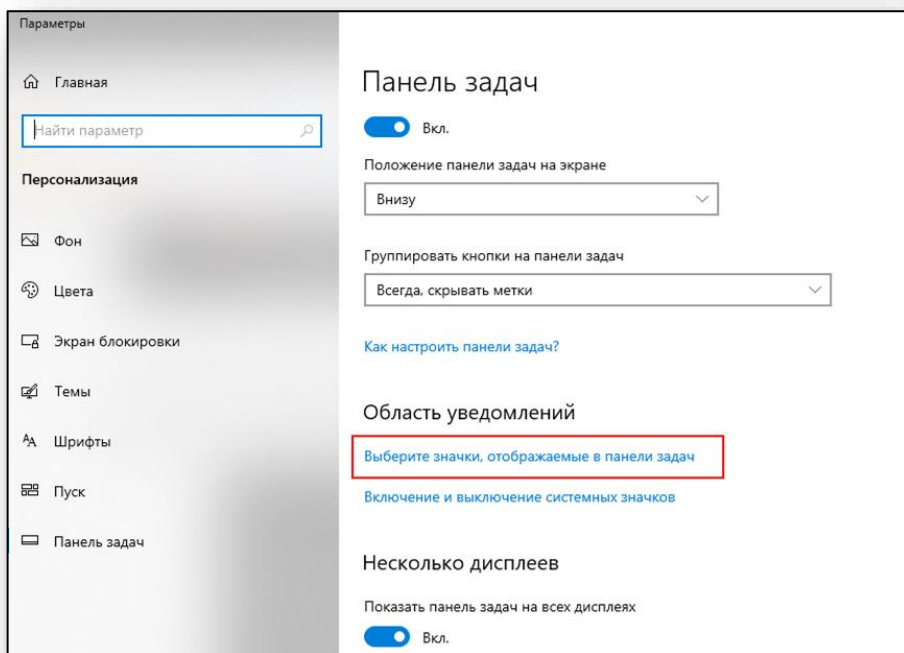 Параметры
Главная
Найти параметр
Персонализация
Фон
Цвета
Экран блокировки
Темы
Шрифты
Пуск
Панель задач
Панель задач
Вкл.
Положение панели задач на экране
Внизу
Группировать кнопки на панели задач
Всегда, скрывать метки
Как настроить панели задач?
Область уведомлений
Выберите значки, отображаемые в панели задач
Включение и выключение системных значков
Несколько дисплеев
Показать панель задач на всех дисплеях
Вкл.